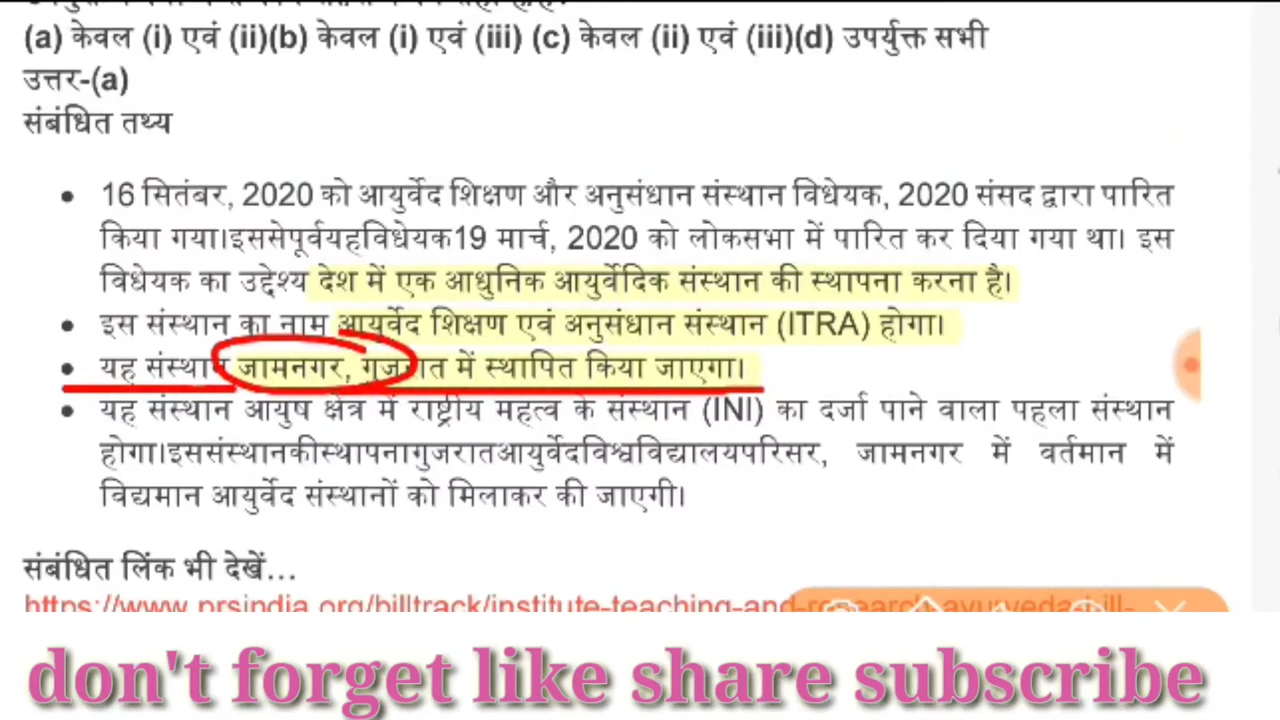 (a) केवल (i) एवं (ii)(b) केवल (i) एवं (iii) (c) केवल (ii) एवं (iii)(d) उपर्युक्त सभी
उत्तर-(a)
संबंधित तथ्य
• 16 सितंबर, 2020 को आयुर्वेद शिक्षण और अनुसंधान संस्थान विधेयक, 2020 संसद द्वारा पारित
किया गया।इससेपूर्वयहविधेयक19 मार्च, 2020 को लोकसभा में पारित कर दिया गया था। इस
विधेयक का उद्देश्य देश में एक आधुनिक आयुर्वेदिक संस्थान की स्थापना करना है।
• इस संस्थान का नाम आयुर्वेद शिक्षण एवं अनुसंधान संस्थान (ITRA) होगा।
• यह संस्थान जामनगर, गुजरात में स्थापित किया जाएगा।
• यह संस्थान आयुष क्षेत्र में राष्ट्रीय महत्व के संस्थान (INI) का दर्जा पाने वाला पहला संस्थान
होगा।इससंस्थानकीस्थापनागुजरातआयुर्वेदविश्वविद्यालयपरिसर, जामनगर में वर्तमान में
विद्यमान आयुर्वेद संस्थानों को मिलाकर की जाएगी।
संबंधित लिंक भी देखें...
https://www.prsindia.org/billtrack/institute-teaching-and-research-ayurveda-bill-
don't forget like share subscribe